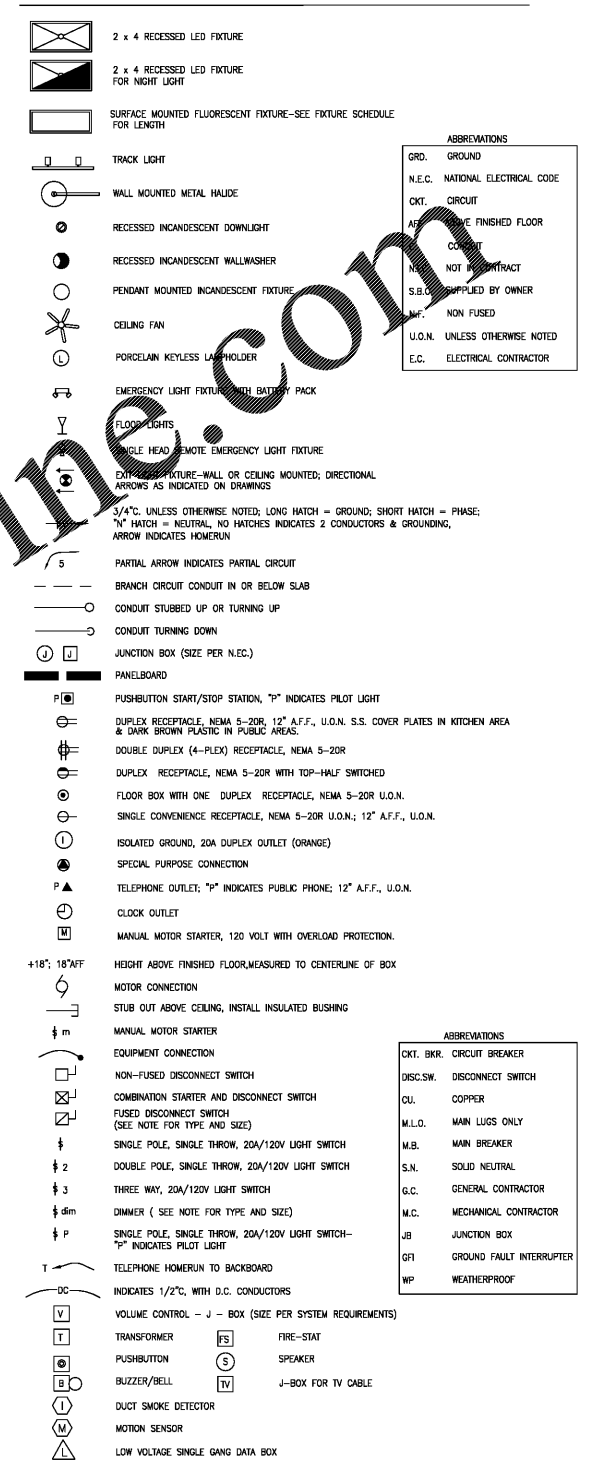 2 x 4 RECESSED LED FIXTURE
2 x 4 RECESSED LED FIXTURE
FOR NIGHT LIGHT
SURFACE MOUNTED FLUORESCENT FIXTURE-SEE FIXTURE SCHEDULE
FOR LENGTH
TRACK LIGHT
WALL MOUNTED METAL HALIDE
RECESSED INCANDESCENT DOWNLIGHT
RECESSED INCANDESCENT WALLWASHER
PENDANT MOUNTED INCANDESCENT FIXTURE
CEILING FAN
L PORCELAIN KEYLESS LAMPHOLDER
EMERGENCY LIGHT FIXTURE WITH BATTERY PACK
FLOOD LIGHTS
SINGLE HEAD REMOTE EMERGENCY LIGHT FIXTURE
EXIT LIGHT FIXTURE-WALL OR CEILING MOUNTED; DIRECTIONAL
ARROWS AS INDICATED ON DRAWINGS
3/4"C. UNLESS OTHERWISE NOTED; LONG HATCH = GROUND; SHORT HATCH = PHASE;
"N" HATCH = NEUTRAL, NO HATCHES INDICATES 2 CONDUCTORS & GROUNDING,
ARROW INDICATES HOMERUN
5 PARTIAL ARROW INDICATES PARTIAL CIRCUIT
BRANCH CIRCUIT CONDUIT IN OR BELOW SLAB
CONDUIT STUBBED UP OR TURNING UP
CONDUIT TURNING DOWN
J J JUNCTION BOX (SIZE PER N.EC.)
PANELBOARD
P PUSHBUTTON START/STOP STATION, "P" INDICATES PILOT LIGHT
DUPLEX RECEPTACLE, NEMA 5-20R, 12" A.F.F., U.O.N. S.S. COVER PLATES IN KITCHEN AREA
& DARK BROWN PLASTIC IN PUBLIC AREAS.
DOUBLE DUPLEX (4-PLEX) RECEPTACLE, NEMA 5-20R
DUPLEX RECEPTACLE, NEMA 5-20R WITH TOP-HALF SWITCHED
FLOOR BOX WITH ONE DUPLEX RECEPTACLE, NEMA 5-20R U.O.N.
SINGLE CONVENIENCE RECEPTACLE, NEMA 5-20R U.O.N.; 12" A.F.F., U.O.N.
I ISOLATED GROUND, 20A DUPLEX OUTLET (ORANGE)
SPECIAL PURPOSE CONNECTION
P TELEPHONE OUTLET; "P" INDICATES PUBLIC PHONE; 12" A.F.F., U.O.N.
CLOCK OUTLET
M MANUAL MOTOR STARTER, 120 VOLT WITH OVERLOAD PROTECTION.
+18"; 18"AFF HEIGHT ABOVE FINISHED FLOOR,MEASURED TO CENTERLINE OF BOX
MOTOR CONNECTION
STUB OUT ABOVE CEILING, INSTALL INSULATED BUSHING
$ m MANUAL MOTOR STARTER
EQUIPMENT CONNECTION
NON-FUSED DISCONNECT SWITCH
COMBINATION STARTER AND DISCONNECT SWITCH
FUSED DISCONNECT SWITCH
(SEE NOTE FOR TYPE AND SIZE)
$ SINGLE POLE, SINGLE THROW, 20A/120V LIGHT SWITCH
$ 2 DOUBLE POLE, SINGLE THROW, 20A/120V LIGHT SWITCH
$ 3 THREE WAY, 20A/120V LIGHT SWITCH
$ dim DIMMER ( SEE NOTE FOR TYPE AND SIZE)
$ P SINGLE POLE, SINGLE THROW, 20A/120V LIGHT SWITCH-
"P" INDICATES PILOT LIGHT
T TELEPHONE HOMERUN TO BACKBOARD
DC INDICATES 1/2"C, WITH D.C. CONDUCTORS
V VOLUME CONTROL - J - BOX (SIZE PER SYSTEM REQUIREMENTS)
T TRANSFORMER FS FIRE-STAT
PUSHBUTTON S SPEAKER
B BUZZER/BELL TV J-BOX FOR TV CABLE
I DUCT SMOKE DETECTOR
M MOTION SENSOR
L LOW VOLTAGE SINGLE GANG DATA BOX
ABBREVIATIONS
GRD. GROUND
N.E.C. NATIONAL ELECTRICAL CODE
CKT. CIRCUIT
ABOVE FINISHED FLOOR
CONDUIT
NOT IN CONTRACT
S.B.O. SUPPLIED BY OWNER
N.F. NON FUSED
U.O.N. UNLESS OTHERWISE NOTED
E.C. ELECTRICAL CONTRACTOR
ABBREVIATIONS
CKT. BKR. CIRCUIT BREAKER
DISC.SW. DISCONNECT SWITCH
CU. COPPER
M.L.O. MAIN LUGS ONLY
M.B. MAIN BREAKER
S.N. SOLID NEUTRAL
G.C. GENERAL CONTRACTOR
M.C. MECHANICAL CONTRACTOR
JB JUNCTION BOX
GFI GROUND FAULT INTERRUPTER
WP WEATHERPROOF
ine.com